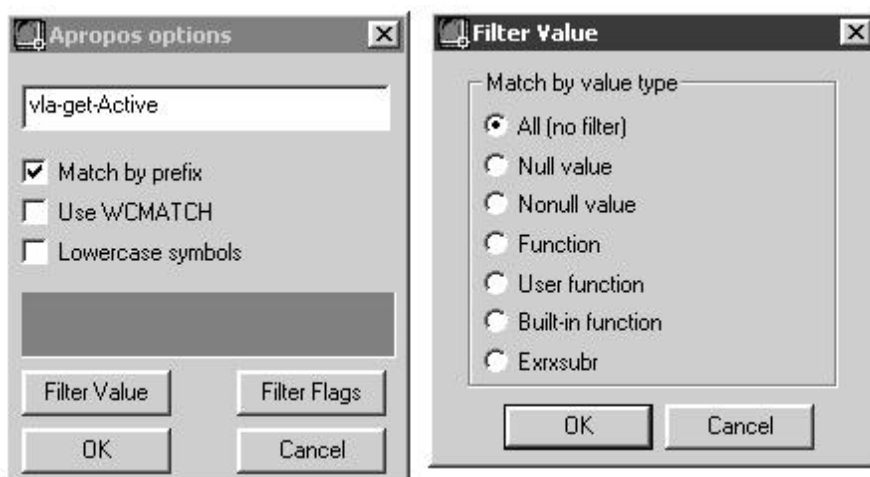 Apropos options
vla-get-Active
Match by prefix
Use WCMATCH
Lowercase symbols
Filter Value
Filter Flags
OK
Cancel
Filter Value
Match by value type
All (no filter)
Null value
Nonull value
Function
User function
Built-in function
Exrxsubr
OK
Cancel